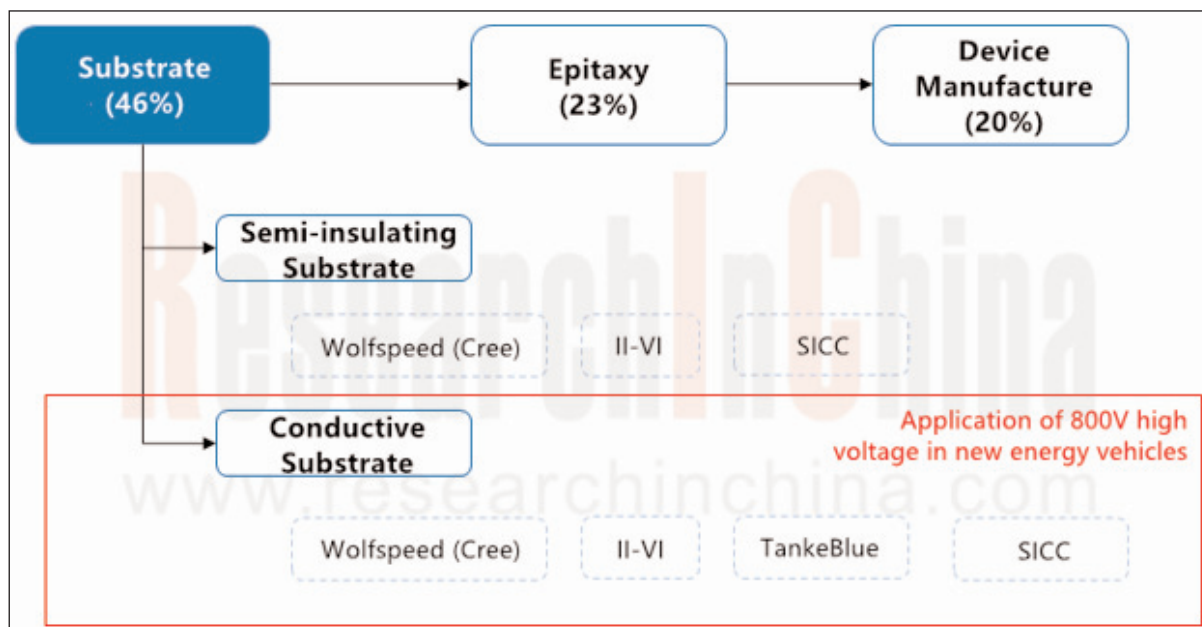 Substrate
(46%)
Epitaxy
(23%)
Device
Manufacture
(20%)
Semi-insulating
Substrate
ResearchInChina
Wolfspeed (Cree)
II-VI
SICC
Application of 800V high
voltage in new energy vehicles
Conductive
Substrate
www.researchinchina.com
Wolfspeed (Cree)
II-VI
TankeBlue
SICC